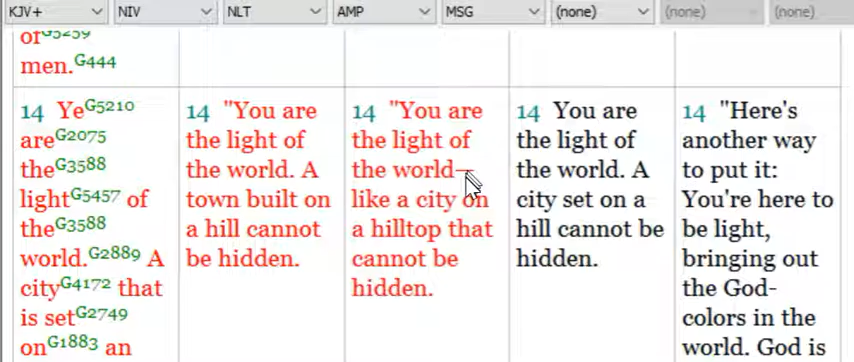 KJV+ NIV NLT AMP MSG (none) (none) (none)
ofG5259
men.G444
14 YeG5210
areG2075
the G3588
lightG5457 of
theG3588
world.G2889 A
cityG4172 that
is setG2749
onG1883 an
14 "You are
the light of
the world. A
town built on
a hill cannot
be hidden.
14 "You are
the light of
the world—
like a city on
a hilltop that
cannot be
hidden.
14 You are
the light of
the world. A
city set on a
hill cannot be
hidden.
14 "Here's
another way
to put it:
You're here to
be light,
bringing out
the God-
colors in the
world. God is